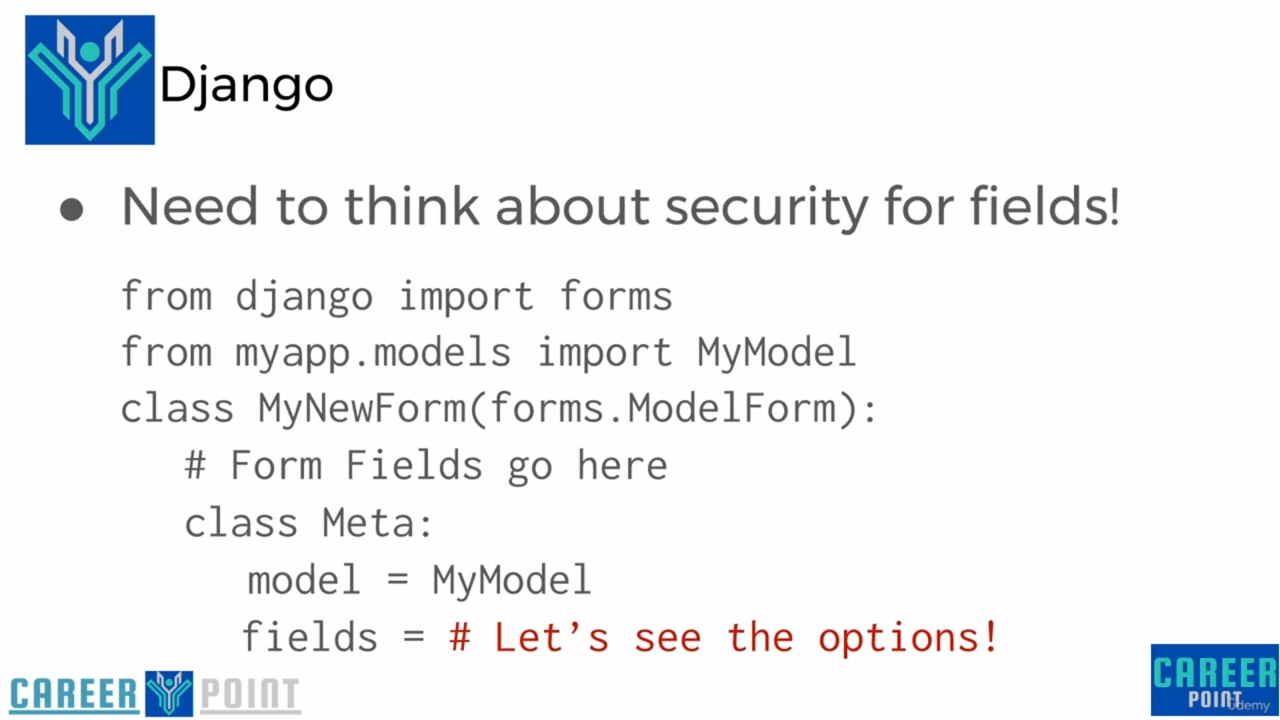 Django
● Need to think about security for fields!
from django import forms
from myapp.models import MyModel
class MyNewForm(forms.ModelForm):
# Form Fields go here
class Meta:
model = MyModel
fields = # Let’s see the options!
CAREER POINT
CAREER
POINT
udemy